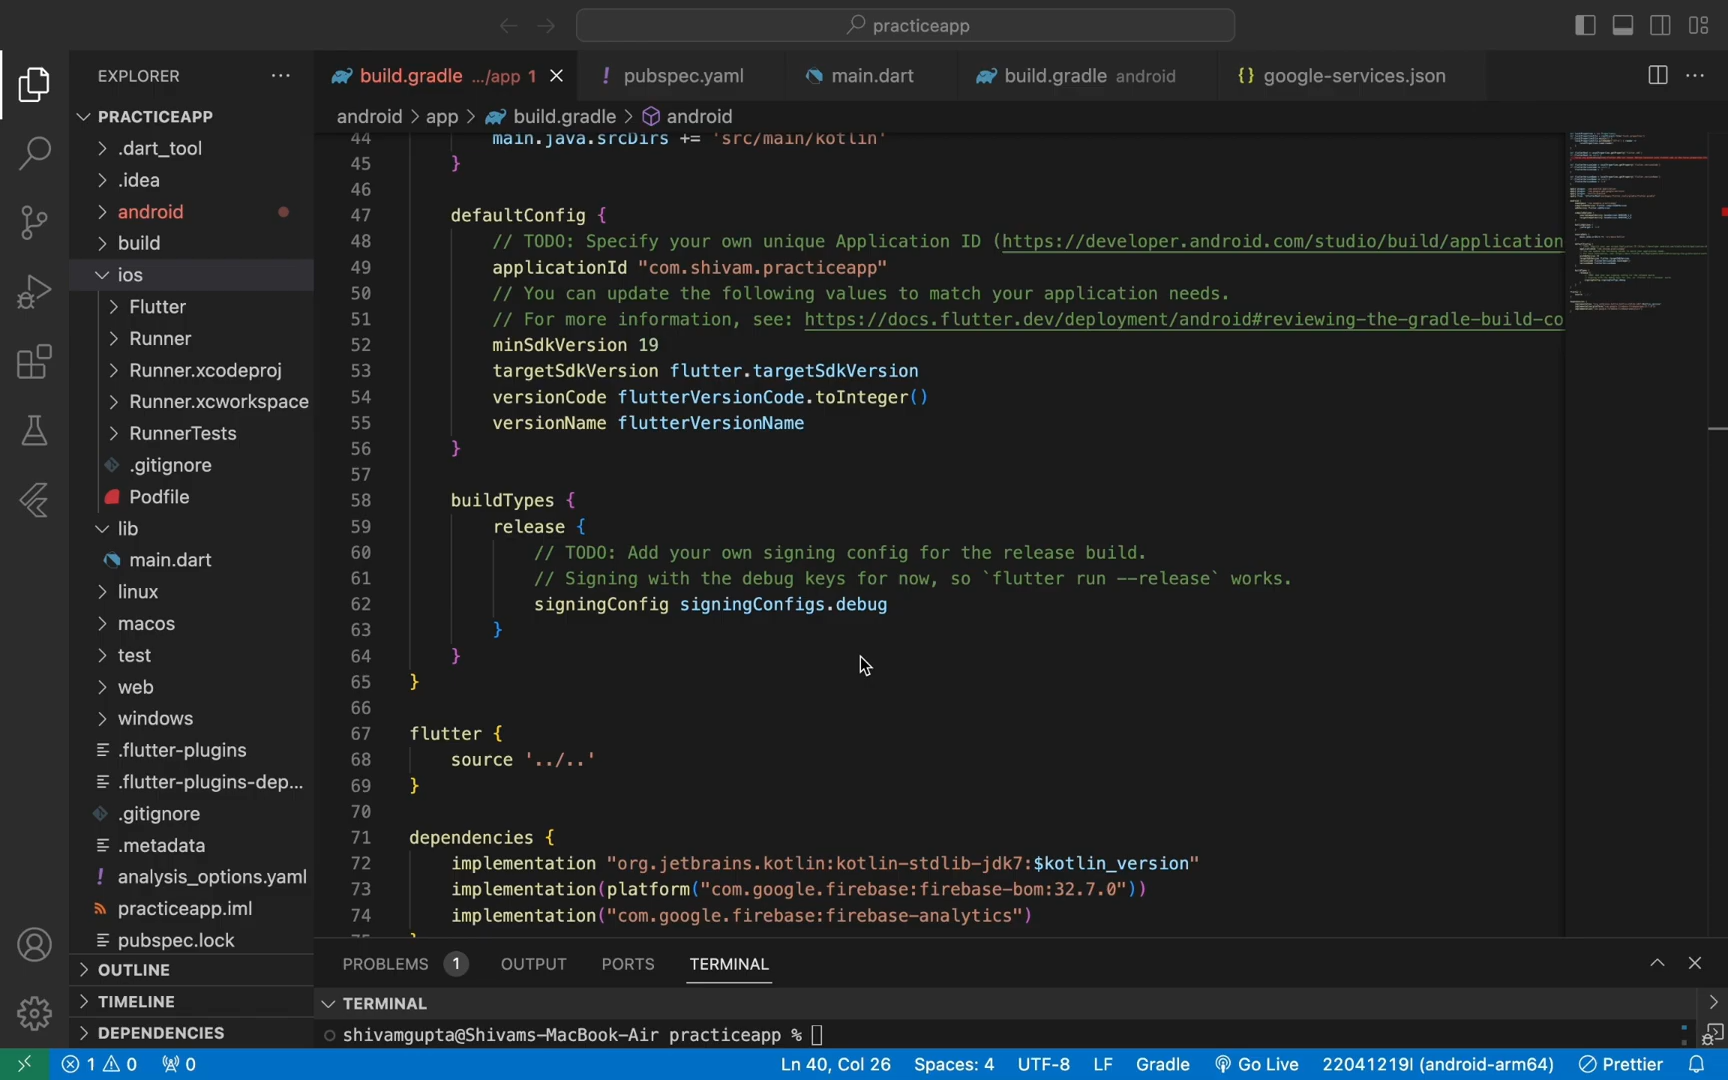 practiceapp
EXPLORER
build.gradle .../app 1
pubspec.yaml
main.dart
build.gradle android
{} google-services.json
PRACTICEAPP
android > app > build.gradle > android
.dart_tool
.idea
android
build
ios
Flutter
Runner
Runner.xcodeproj
Runner.xcworkspace
RunnerTests
.gitignore
Podfile
lib
main.dart
linux
macos
test
web
windows
.flutter-plugins
.flutter-plugins-dep...
.gitignore
.metadata
analysis_options.yaml
practiceapp.iml
pubspec.lock
OUTLINE
TIMELINE
DEPENDENCIES
44 main.java.srcDirs += 'src/main/kotlin'
45 }
46
47 defaultConfig {
48 // TODO: Specify your own unique Application ID (https://developer.android.com/studio/build/application
49 applicationId "com.shivam.practiceapp"
50 // You can update the following values to match your application needs.
51 // For more information, see: https://docs.flutter.dev/deployment/android#reviewing-the-gradle-build-co
52 minSdkVersion 19
53 targetSdkVersion flutter.targetSdkVersion
54 versionCode flutterVersionCode.toInteger()
55 versionName flutterVersionName
56 }
57
58 buildTypes {
59 release {
60 // TODO: Add your own signing config for the release build.
61 // Signing with the debug keys for now, so `flutter run --release` works.
62 signingConfig signingConfigs.debug
63 }
64 }
65 }
66
67 flutter {
68 source '../..'
69 }
70
71 dependencies {
72 implementation "org.jetbrains.kotlin:kotlin-stdlib-jdk7:$kotlin_version"
73 implementation(platform("com.google.firebase:firebase-bom:32.7.0"))
74 implementation("com.google.firebase:firebase-analytics")
PROBLEMS 1 OUTPUT PORTS TERMINAL
TERMINAL
shivamgupta@Shivams-MacBook-Air practiceapp %
1 0 0 Ln 40, Col 26 Spaces: 4 UTF-8 LF Gradle Go Live 22041219I (android-arm64) Prettier